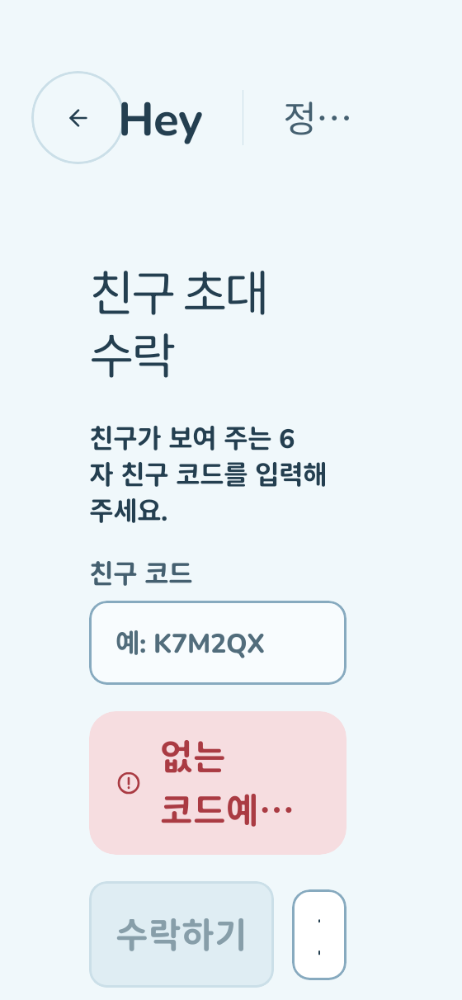 Hey
정…
친구 초대
수락
친구가 보여 주는 6
자 친구 코드를 입력해
주세요.
친구 코드
예: K7M2QX
없는
코드예…
수락하기